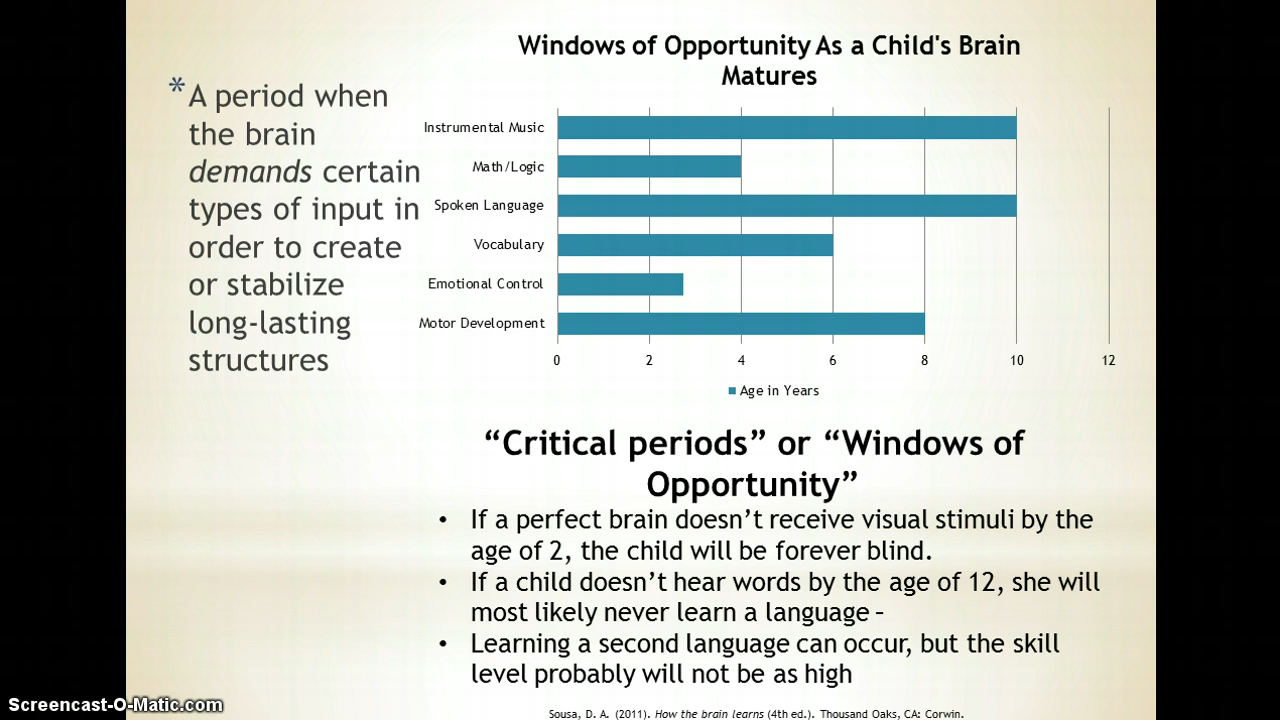 * A period when
the brain
demands certain
types of input in
order to create
or stabilize
long-lasting
structures
Windows of Opportunity As a Child's Brain
Matures
Instrumental Music
Math/Logic
Spoken Language
Vocabulary
Emotional Control
Motor Development
0 2 4 6 8 10 12
Age in Years
“Critical periods” or “Windows of
Opportunity”
• If a perfect brain doesn’t receive visual stimuli by the
age of 2, the child will be forever blind.
• If a child doesn’t hear words by the age of 12, she will
most likely never learn a language –
• Learning a second language can occur, but the skill
level probably will not be as high
Sousa, D. A. (2011). How the brain learns (4th ed.). Thousand Oaks, CA: Corwin.
Screencast-O-Matic.com